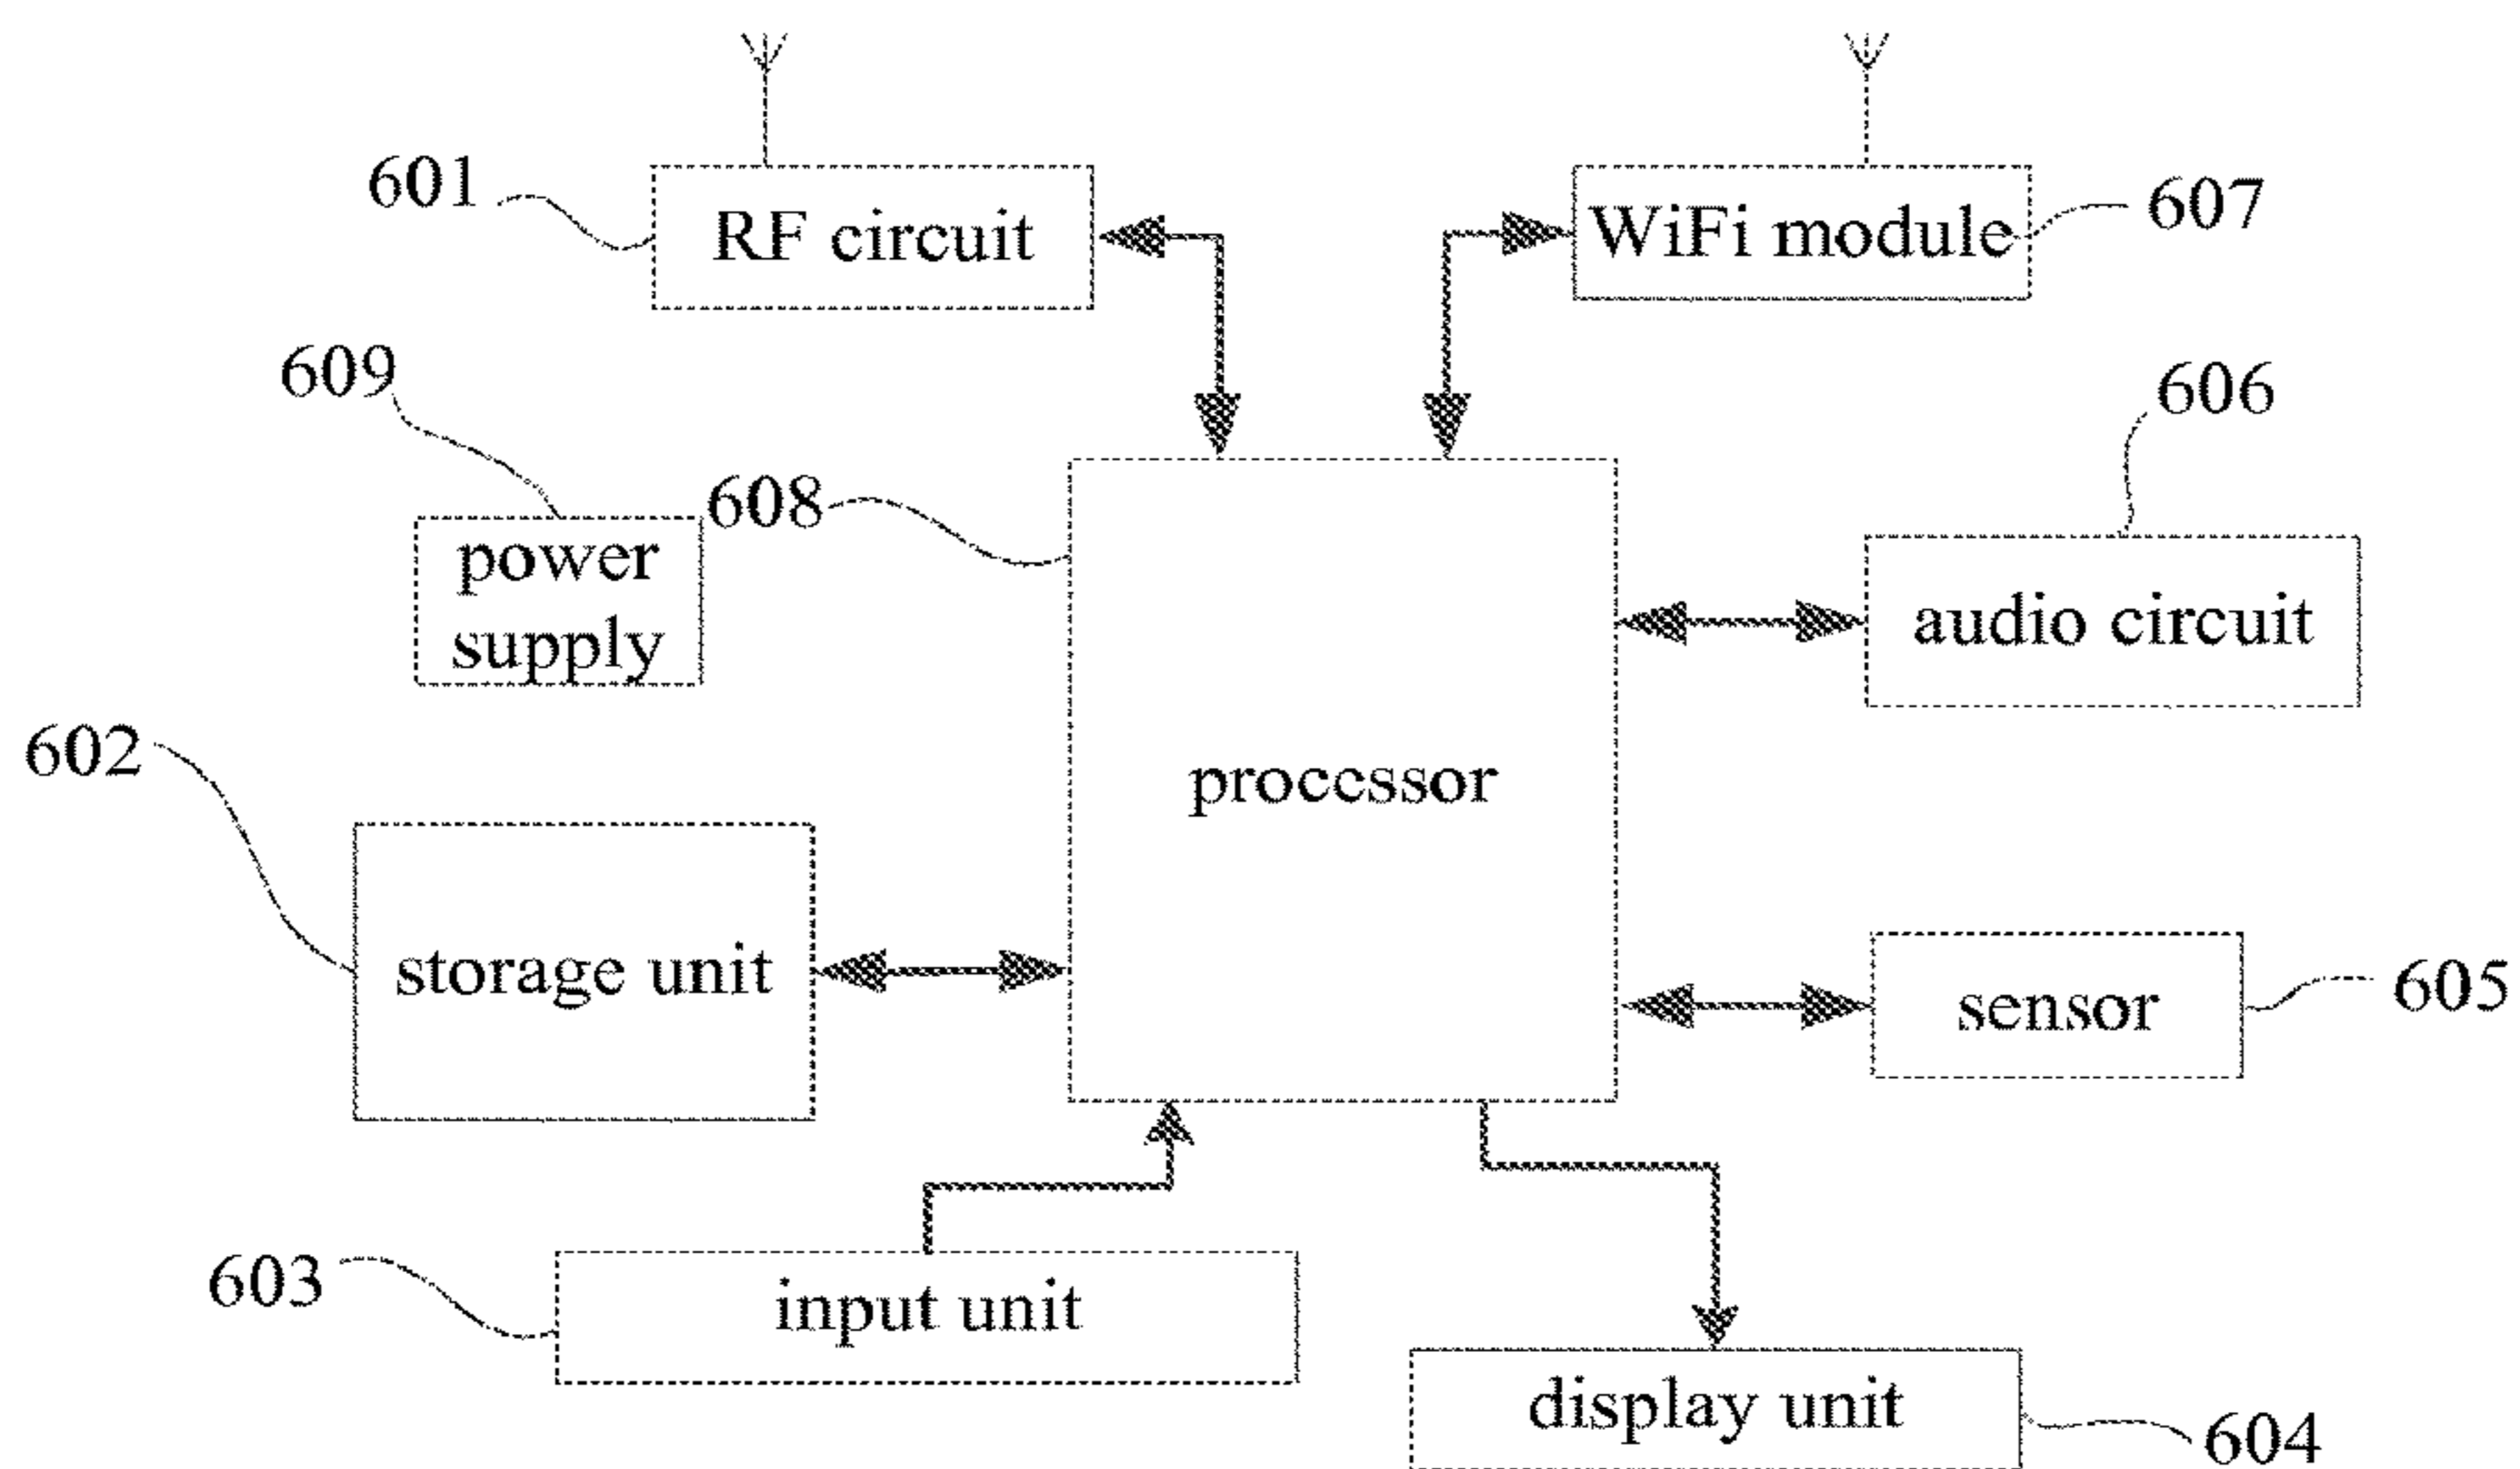 601
RF circuit
WiFi module
607
609
606
608
power
supply
audio circuit
602
processor
storage unit
sensor
605
603
input unit
display unit
604